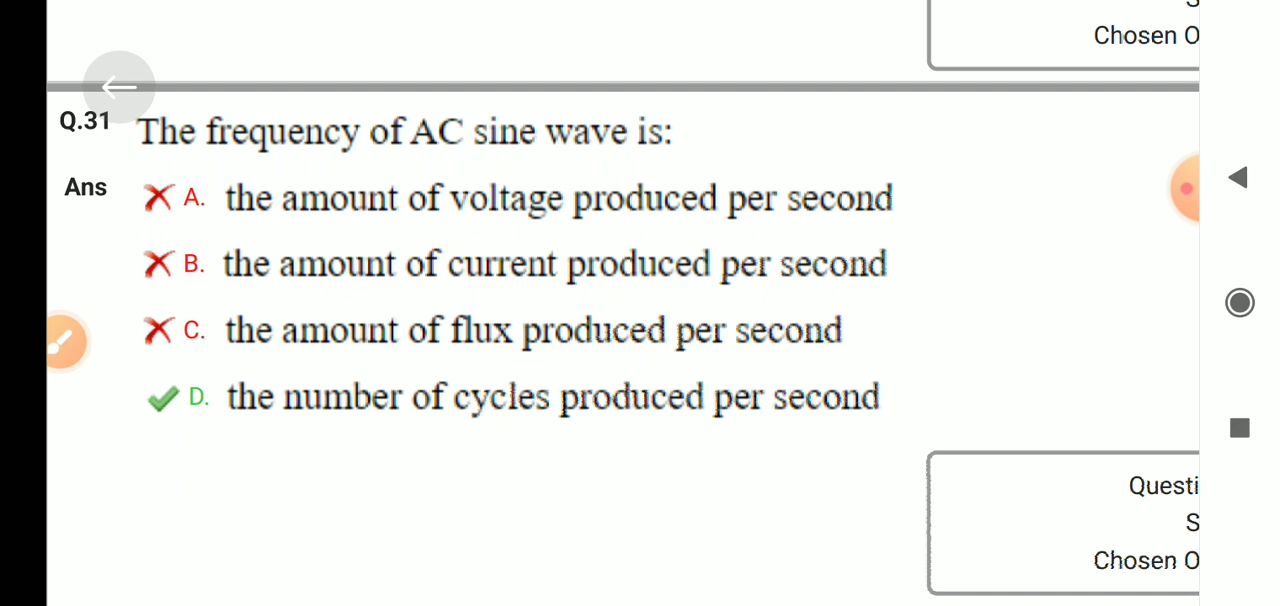 Chosen O
Q.31 The frequency of AC sine wave is:
Ans A. the amount of voltage produced per second
B. the amount of current produced per second
C. the amount of flux produced per second
D. the number of cycles produced per second
Questi
S
Chosen O